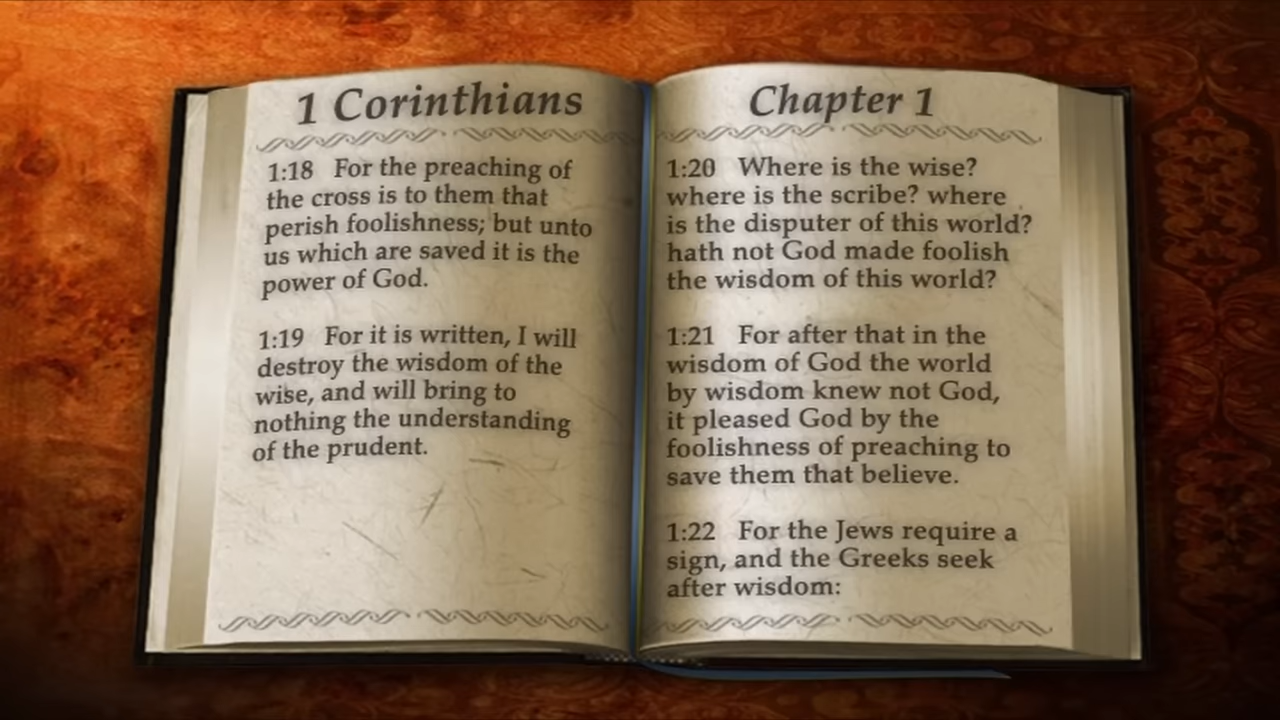 1 Corinthians
1:18 For the preaching of
the cross is to them that
perish foolishness; but unto
us which are saved it is the
power of God.
1:19 For it is written, I will
destroy the wisdom of the
wise, and will bring to
nothing the understanding
of the prudent.
Chapter 1
1:20 Where is the wise?
where is the scribe? where
is the disputer of this world?
hath not God made foolish
the wisdom of this world?
1:21 For after that in the
wisdom of God the world
by wisdom knew not God,
it pleased God by the
foolishness of preaching to
save them that believe.
1:22 For the Jews require a
sign, and the Greeks seek
after wisdom: